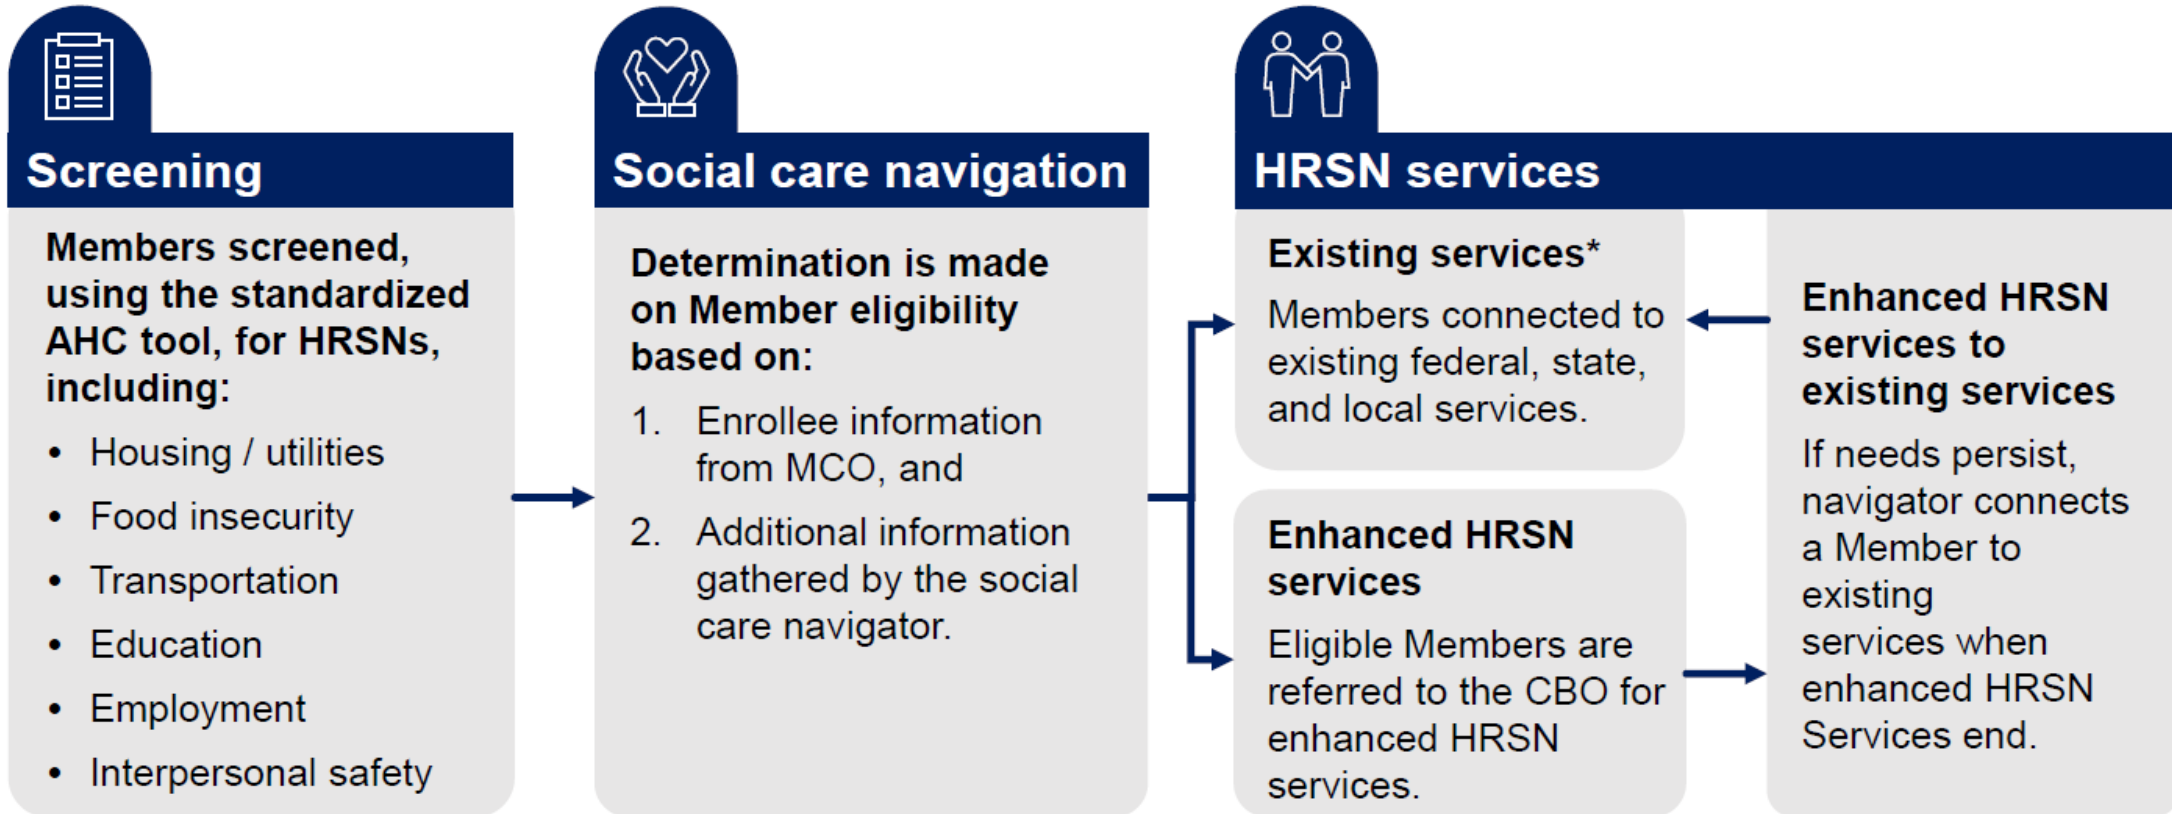 Screening
Members screened,
using the standardized
AHC tool, for HRSNs,
including:
• Housing / utilities
• Food insecurity
• Transportation
• Education
• Employment
• Interpersonal safety
Social care navigation
Determination is made
on Member eligibility
based on:
1. Enrollee information
from MCO, and
2. Additional information
gathered by the social
care navigator.
HRSN services
Existing services*
Members connected to
existing federal, state,
and local services.
Enhanced HRSN
services
Eligible Members are
referred to the CBO for
enhanced HRSN
services.
Enhanced HRSN
services to
existing services
If needs persist,
navigator connects
a Member to
existing
services when
enhanced HRSN
Services end.